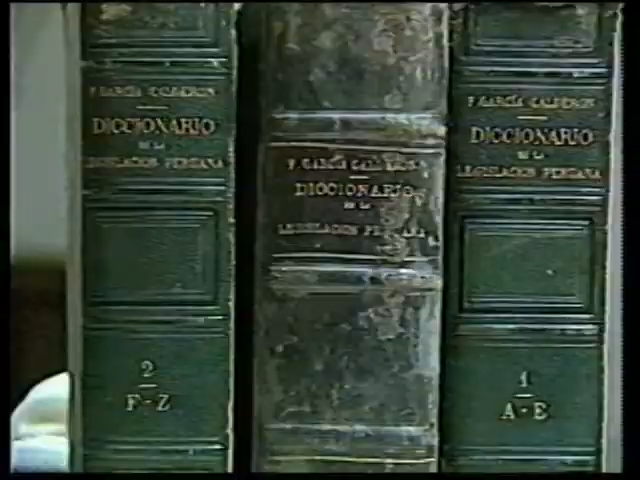 F. GARCÍA CALDERON
DICCIONARIO
DE LA
LEGISLACION PERUANA
2
F-Z
F. GARCÍA CALDERON
DICCIONARIO
DE LA
LEGISLACION PERUANA
F. GARCÍA CALDERON
DICCIONARIO
DE LA
LEGISLACION PERUANA
1
A-E